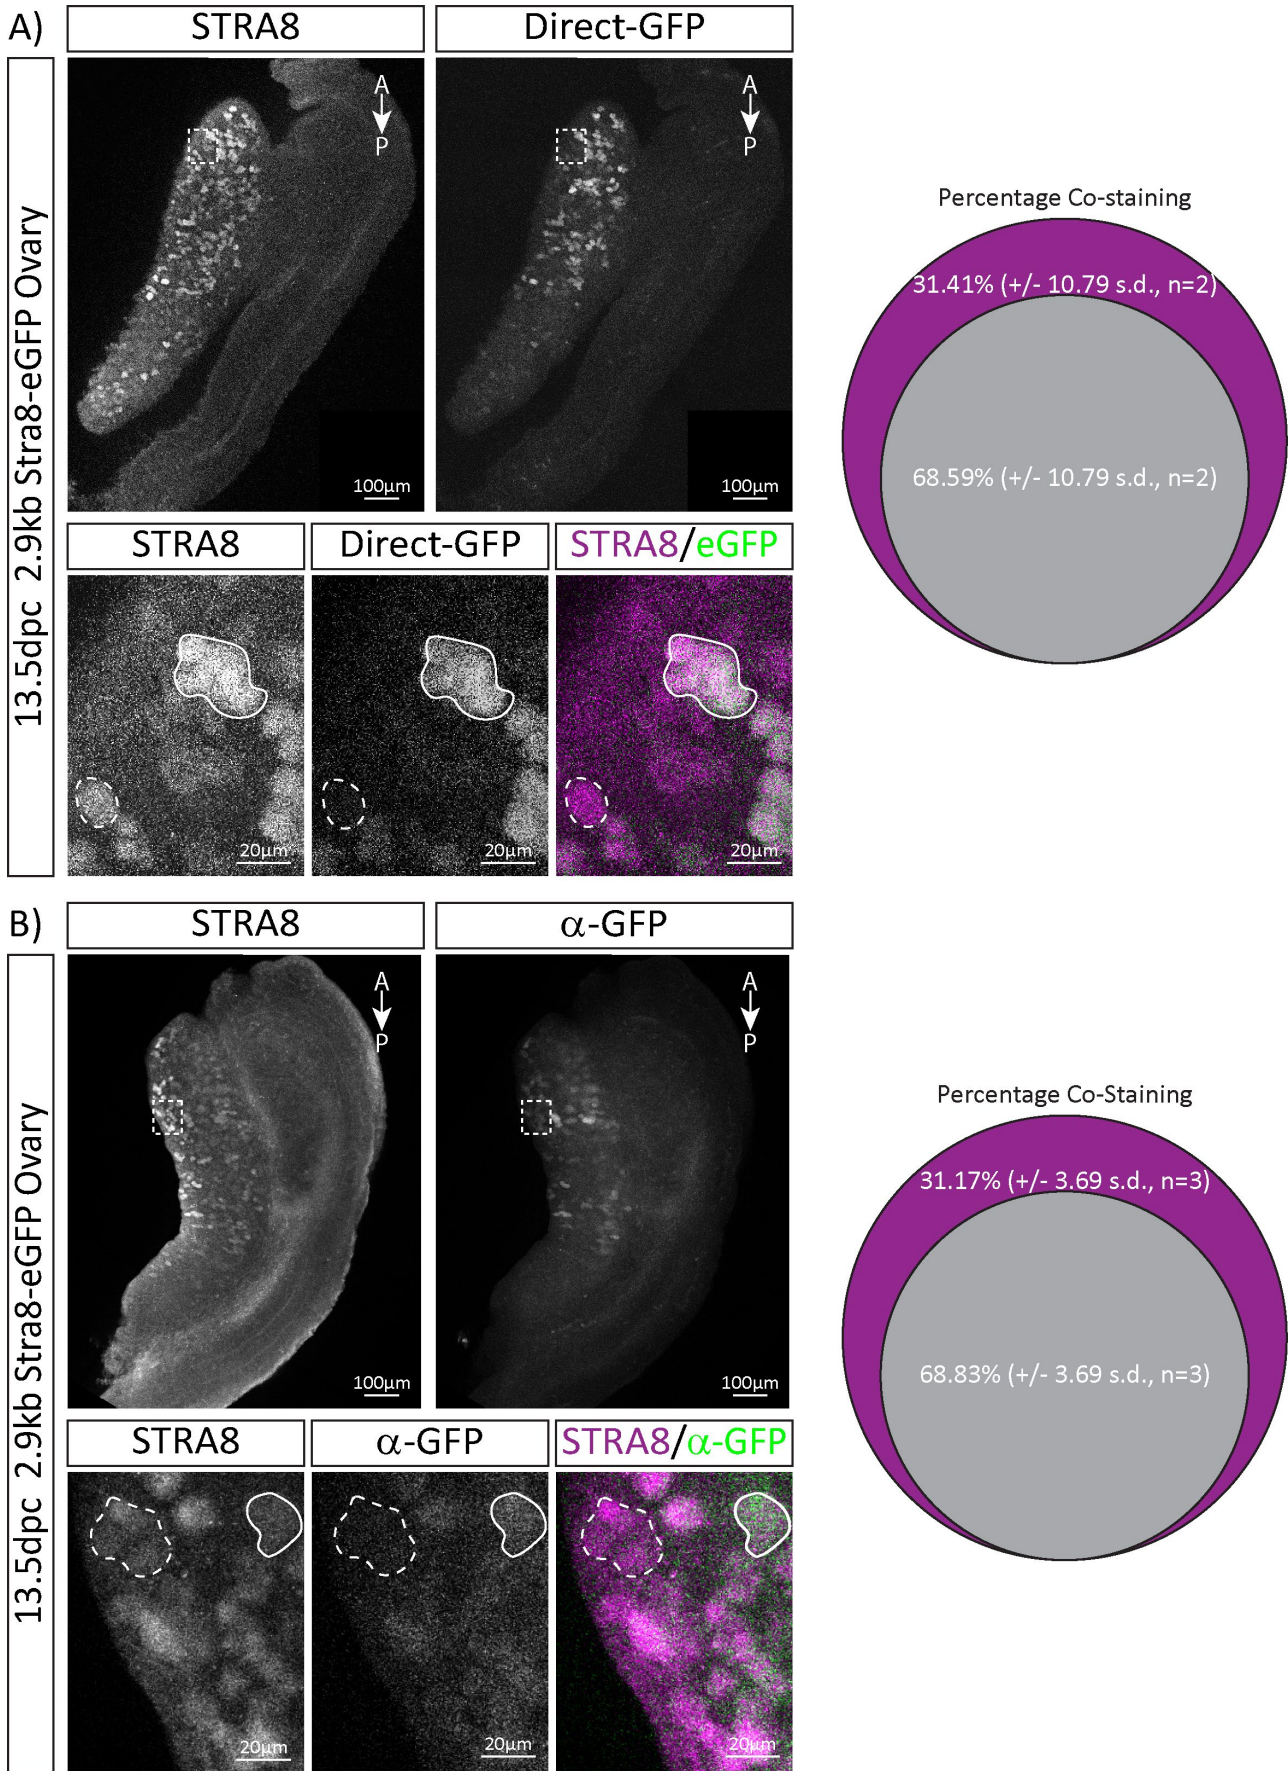 A)
STRA8
Direct-GFP
13.5dpc 2.9kb Stra8-eGFP Ovary
A
P
100µm
A
P
100µm
Percentage Co-staining
31.41% (+/- 10.79 s.d., n=2)
68.59% (+/- 10.79 s.d., n=2)
STRA8
Direct-GFP
STRA8/eGFP
20µm
20µm
20µm
B)
STRA8
α-GFP
13.5dpc 2.9kb Stra8-eGFP Ovary
A
P
100µm
A
P
100µm
Percentage Co-Staining
31.17% (+/- 3.69 s.d., n=3)
68.83% (+/- 3.69 s.d., n=3)
STRA8
α-GFP
STRA8/α-GFP
20µm
20µm
20µm